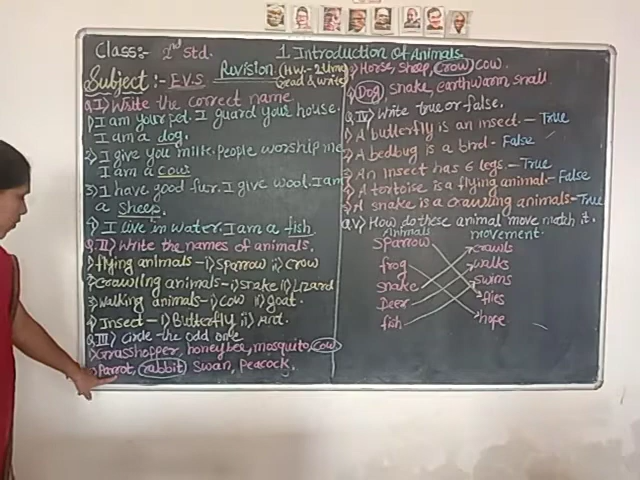 Class:- 2nd Std.
1. Introduction Of Animals
Subject :- E.V.S
Revision (H.W.- 2 time read & write)
Q.I) Write the correct name
1) I am your pet. I guard your house.
I am a dog.
2) I give you milk. People worship me
I am a cow
3) I have good fur. I give wool. I am
a sheep.
4) I live in water. I am a fish
Q.II) Write the names of animals.
1) flying animals - i) sparrow ii) crow
2) crawling animals - i) snake ii) Lizard
3) Walking animals - i) cow ii) goat.
4) Insect - i) Butterfly ii) Ant.
Q.III) Circle the odd one
1) Grasshopper, honeybee, mosquito, cow
2) Parrot, rabbit, swan, Peacock.
3) Horse, Sheep, Crow, cow.
4) Dog, snake, earthwarm, snail
Q.IV) Write true or false.
1) A butterfly is an insect. - True
2) A bedbug is a bird. - False
3) An insect has 6 legs. - True
4) A tortoise is a flying animal. - False
5) A snake is a crawling animals - True
Q.V) How do these animal move match it.
Animals movement
Sparrow crawls
frog walks
snake swims
Deer flies
fish hope